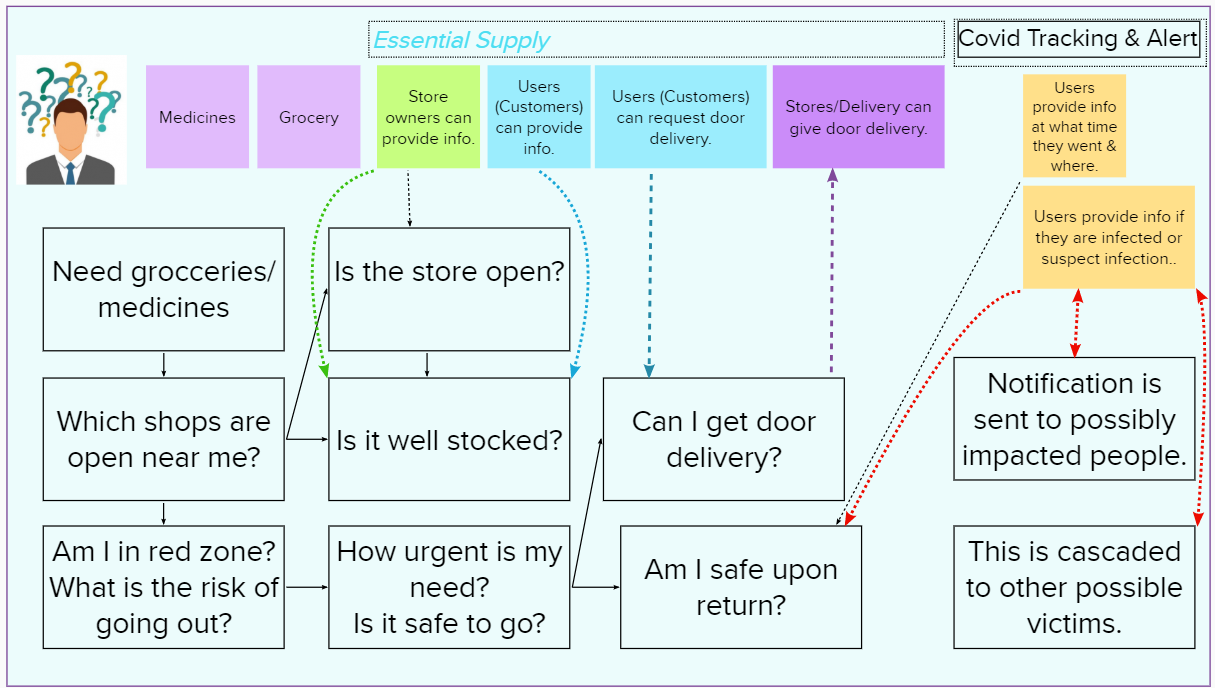 Essential Supply
Covid Tracking & Alert
Medicines
Grocery
Store
owners can
provide info.
Users
(Customers)
can provide
info.
Users (Customers)
can request door
delivery.
Stores/Delivery can
give door delivery.
Users
provide info
at what time
they went &
where.
Users provide info if
they are infected or
suspect infection..
Need grocceries/
medicines
Is the store open?
Which shops are
open near me?
Is it well stocked?
Can I get door
delivery?
Notification is
sent to possibly
impacted people.
Am I in red zone?
What is the risk of
going out?
How urgent is my
need?
Is it safe to go?
Am I safe upon
return?
This is cascaded
to other possible
victims.